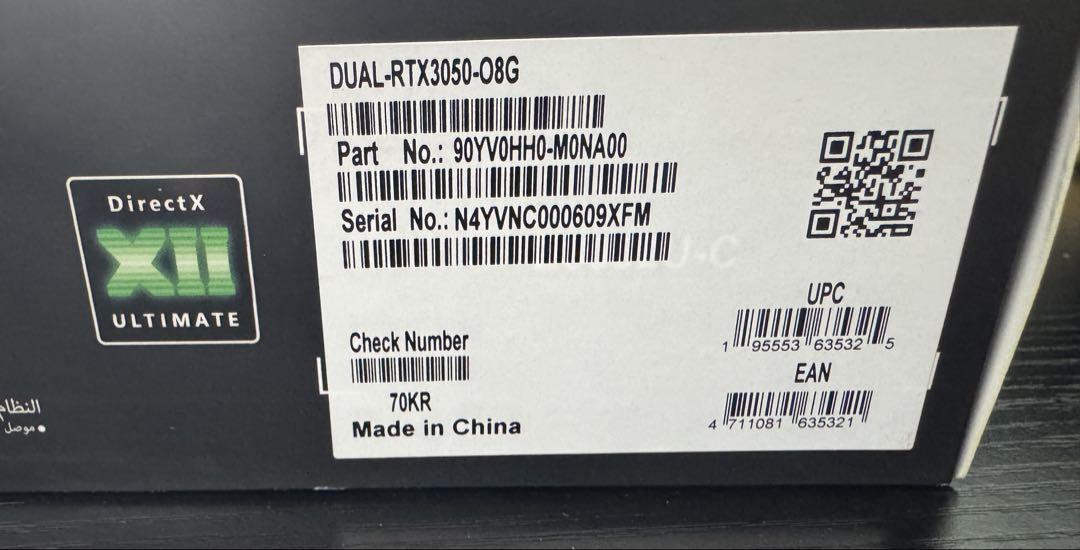 DUAL-RTX3050-O8G
Part No.: 90YV0HH0-M0NA00
Serial No.: N4YVNC000609XFM
DirectX
XII
ULTIMATE
UPC
1 95553 63532 5
Check Number
EAN
70KR
4 711081 635321
Made in China
النظام
موصل